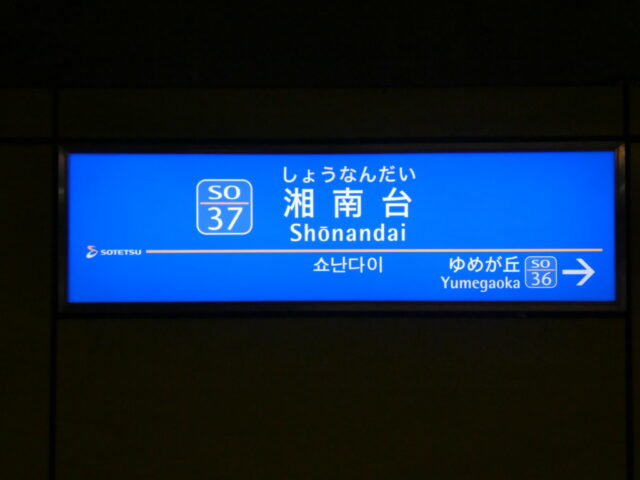 しょうなんだい
SO
37
湘南台
Shōnandai
SOTETSU
쇼난다이
ゆめが丘
Yumegaoka
SO
36
→